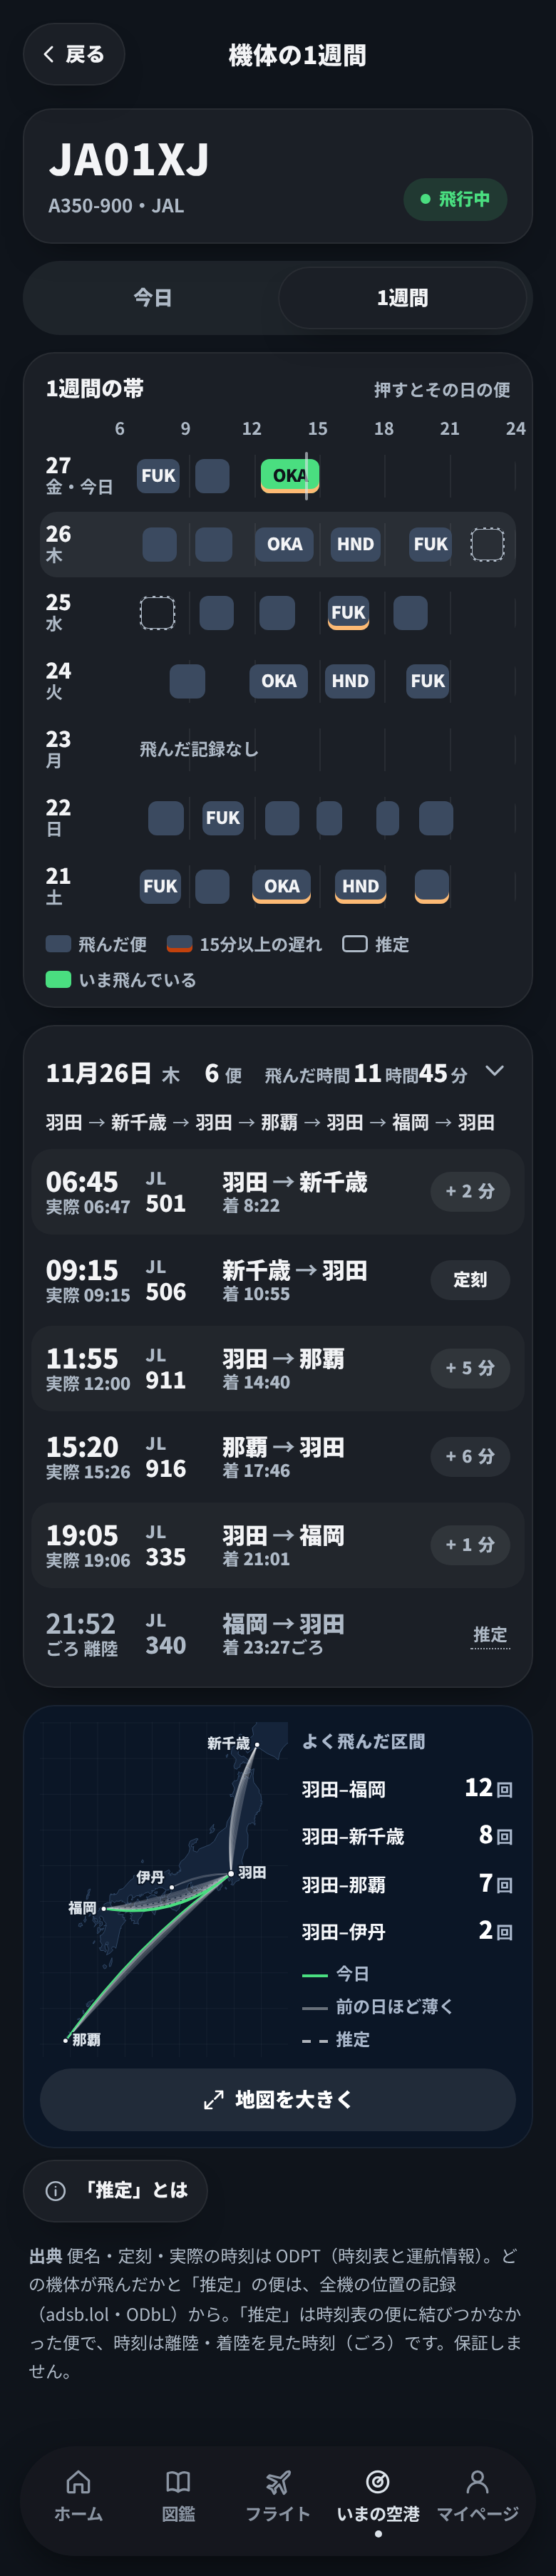 戻る
機体の1週間
JA01XJ
A350-900・JAL
飛行中
今日
1週間
1週間の帯
押すとその日の便
6 9 12 15 18 21 24
27
金・今日
FUK OKA
26
木
OKA HND FUK
25
水
FUK
24
火
OKA HND FUK
23
月
飛んだ記録なし
22
日
FUK
21
土
FUK OKA HND
飛んだ便 15分以上の遅れ 推定
いま飛んでいる
11月26日 木 6 便 飛んだ時間 11 時間 45 分
羽田 → 新千歳 → 羽田 → 那覇 → 羽田 → 福岡 → 羽田
06:45 JL 羽田 → 新千歳
実際 06:47 501 着 8:22
+ 2 分
09:15 JL 新千歳 → 羽田
実際 09:15 506 着 10:55
定刻
11:55 JL 羽田 → 那覇
実際 12:00 911 着 14:40
+ 5 分
15:20 JL 那覇 → 羽田
実際 15:26 916 着 17:46
+ 6 分
19:05 JL 羽田 → 福岡
実際 19:06 335 着 21:01
+ 1 分
21:52 JL 福岡 → 羽田
ごろ 離陸 340 着 23:27ごろ
推定
新千歳
羽田
伊丹
福岡
那覇
よく飛んだ区間
羽田–福岡 12 回
羽田–新千歳 8 回
羽田–那覇 7 回
羽田–伊丹 2 回
今日
前の日ほど薄く
推定
地図を大きく
「推定」とは
出典 便名・定刻・実際の時刻は ODPT（時刻表と運航情報）。ど
の機体が飛んだかと「推定」の便は、全機の位置の記録
（adsb.lol・ODbL）から。「推定」は時刻表の便に結びつかなか
った便で、時刻は離陸・着陸を見た時刻（ごろ）です。保証しま
せん。
ホーム 図鑑 フライト いまの空港 マイページ